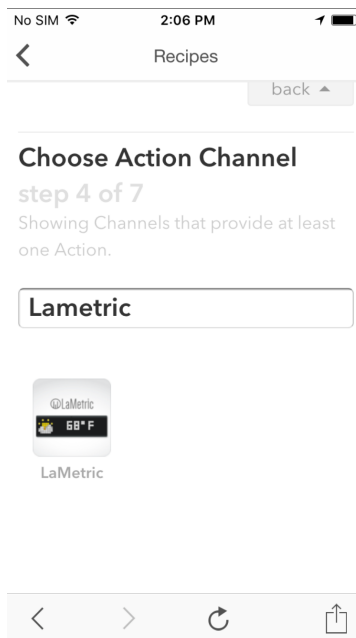 No SIM 2:06 PM
Recipes
back
Choose Action Channel
step 4 of 7
Showing Channels that provide at least
one Action.
Lametric
LaMetric
68°F
LaMetric